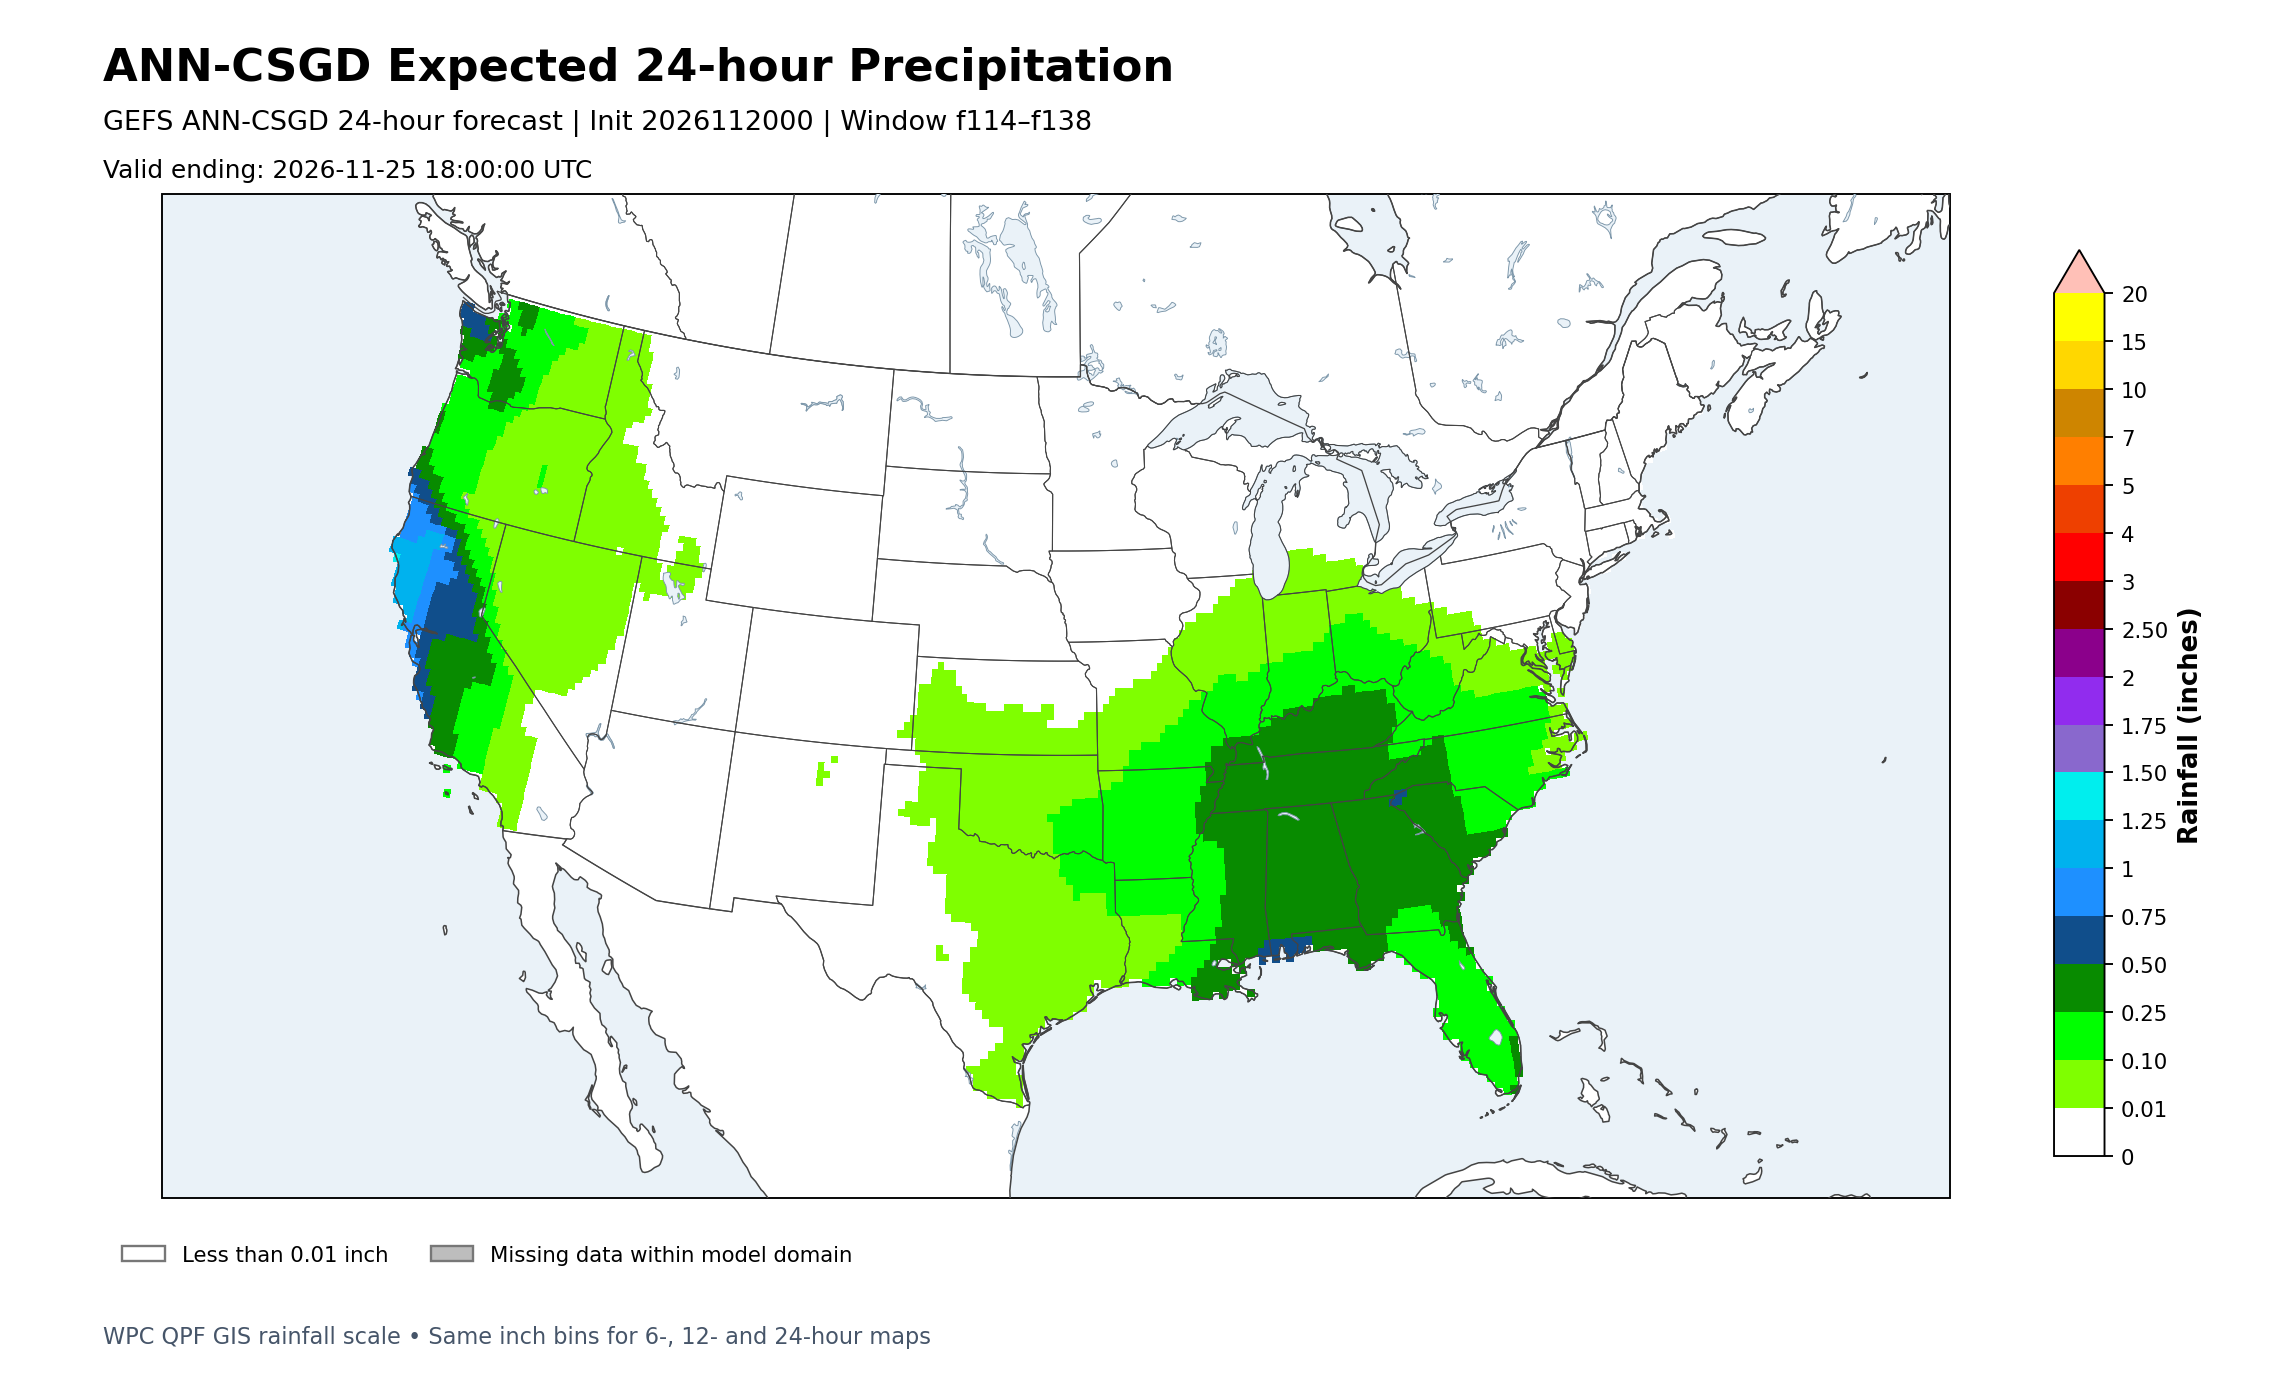 ANN-CSGD Expected 24-hour Precipitation
GEFS ANN-CSGD 24-hour forecast | Init 2026112000 | Window f114–f138
Valid ending: 2026-11-25 18:00:00 UTC
20
15
10
7
5
4
3
2.50
2
1.75
1.50
1.25
1
0.75
0.50
0.25
0.10
0.01
0
Rainfall (inches)
Less than 0.01 inch
Missing data within model domain
WPC QPF GIS rainfall scale • Same inch bins for 6-, 12- and 24-hour maps